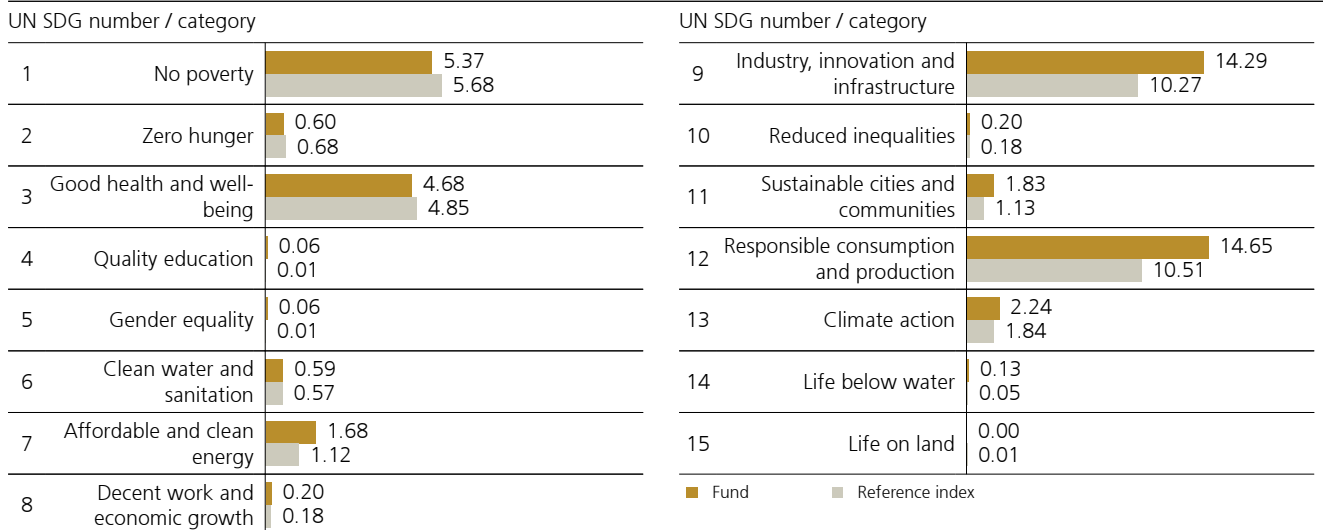 UN SDG number / category
1
No poverty
5.37
5.68
2
Zero hunger
0.60
0.68
3
Good health and well-
being
4.68
4.85
4
Quality education
0.06
0.01
5
Gender equality
0.06
0.01
6
Clean water and
sanitation
0.59
0.57
7
Affordable and clean
energy
1.68
1.12
8
Decent work and
economic growth
0.20
0.18
UN SDG number / category
9
Industry, innovation and
infrastructure
14.29
10.27
10
Reduced inequalities
0.20
0.18
11
Sustainable cities and
communities
1.83
1.13
12
Responsible consumption
and production
14.65
10.51
13
Climate action
2.24
1.84
14
Life below water
0.13
0.05
15
Life on land
0.00
0.01
Fund
Reference index